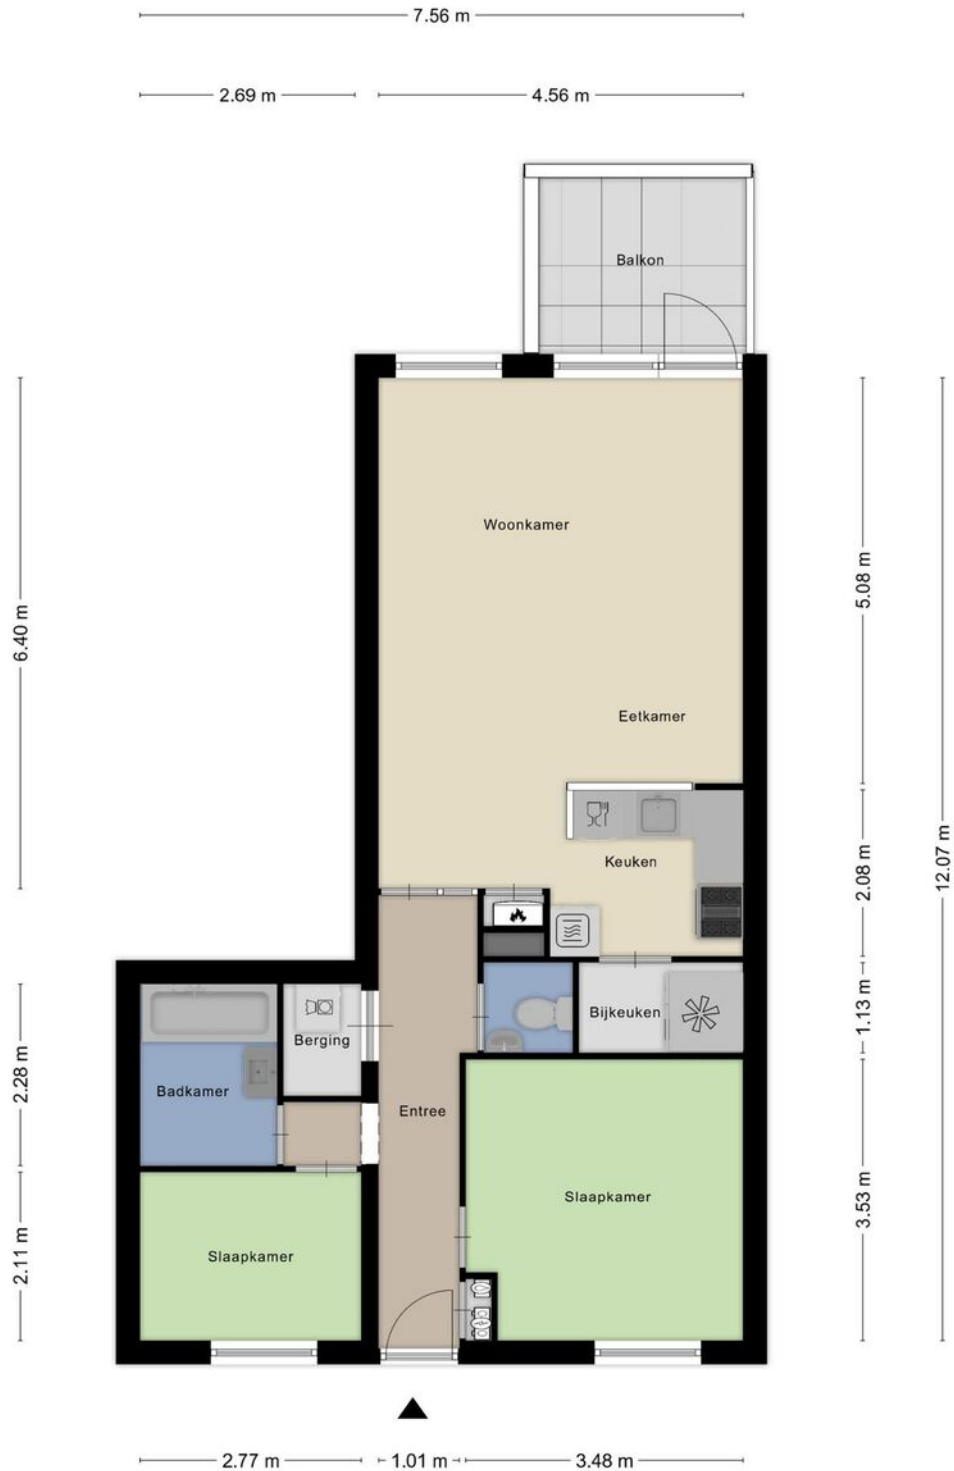 7.56 m
2.69 m
4.56 m
Balkon
Woonkamer
5.08 m
6.40 m
Eetkamer
Keuken
2.08 m
12.07 m
Bijkeuken
1.13 m
Berging
2.28 m
Badkamer
Entree
Slaapkamer
3.53 m
Slaapkamer
2.11 m
2.77 m
1.01 m
3.48 m